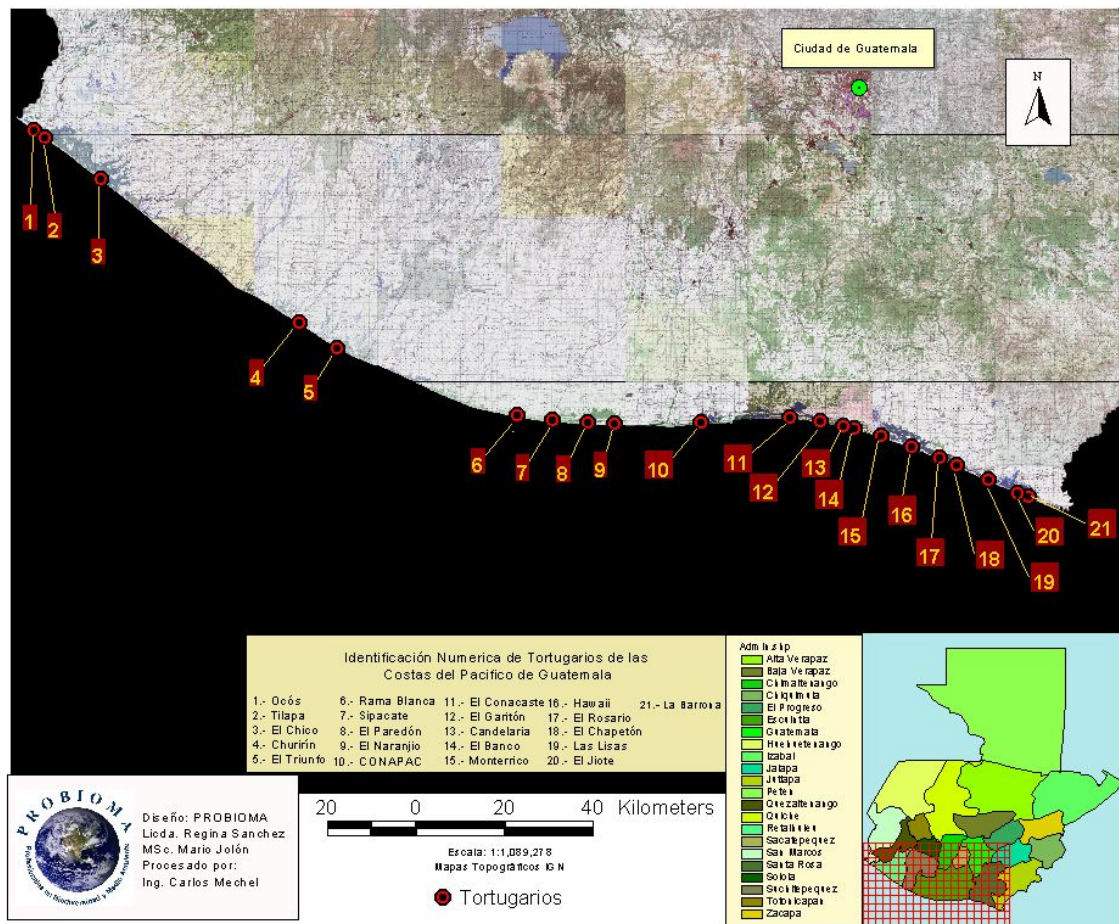 Ciudad de Guatemala
N
1
2
3
4
5
6
7
8
9
10
11
12
13
14
15
16
17
18
19
20
21
Identificación Numerica de Tortugarios de las
Costas del Pacifico de Guatemala
1.- Ocós 6.- Rama Blanca 11.- El Conacaste 16.- Hawaii 21.- La Barrona
2.- Tilapa 7.- Sipacate 12.- El Garitón 17.- El Rosario
3.- El Chico 8.- El Paredón 13.- Candelaria 18.- El Chapetón
4.- Churirín 9.- El Naranjio 14.- El Banco 19.- Las Lisas
5.- El Triunfo 10.- CONAPAC 15.- Monterrico 20.- El Jiote
Alta Verapaz
Baja Verapaz
Chimaltenango
Chiquimula
El Progreso
Escuintla
Guatemala
Huehuetenango
Izabal
Jalapa
Jutiapa
Peten
Quezaltenango
Quiche
Retalhuleu
Sacatepequez
San Marcos
Santa Rosa
Solola
Suchitepequez
Totonicapan
Zacapa
PROBIOMA
Diseño: PROBIOMA
Licda. Regina Sanchez
MSc. Mario Jolón
Procesado por:
Ing. Carlos Mechel
20 0 20 40 Kilometers
Escala: 1:1,089,278
Mapas Topográficos IGN
Tortugarios